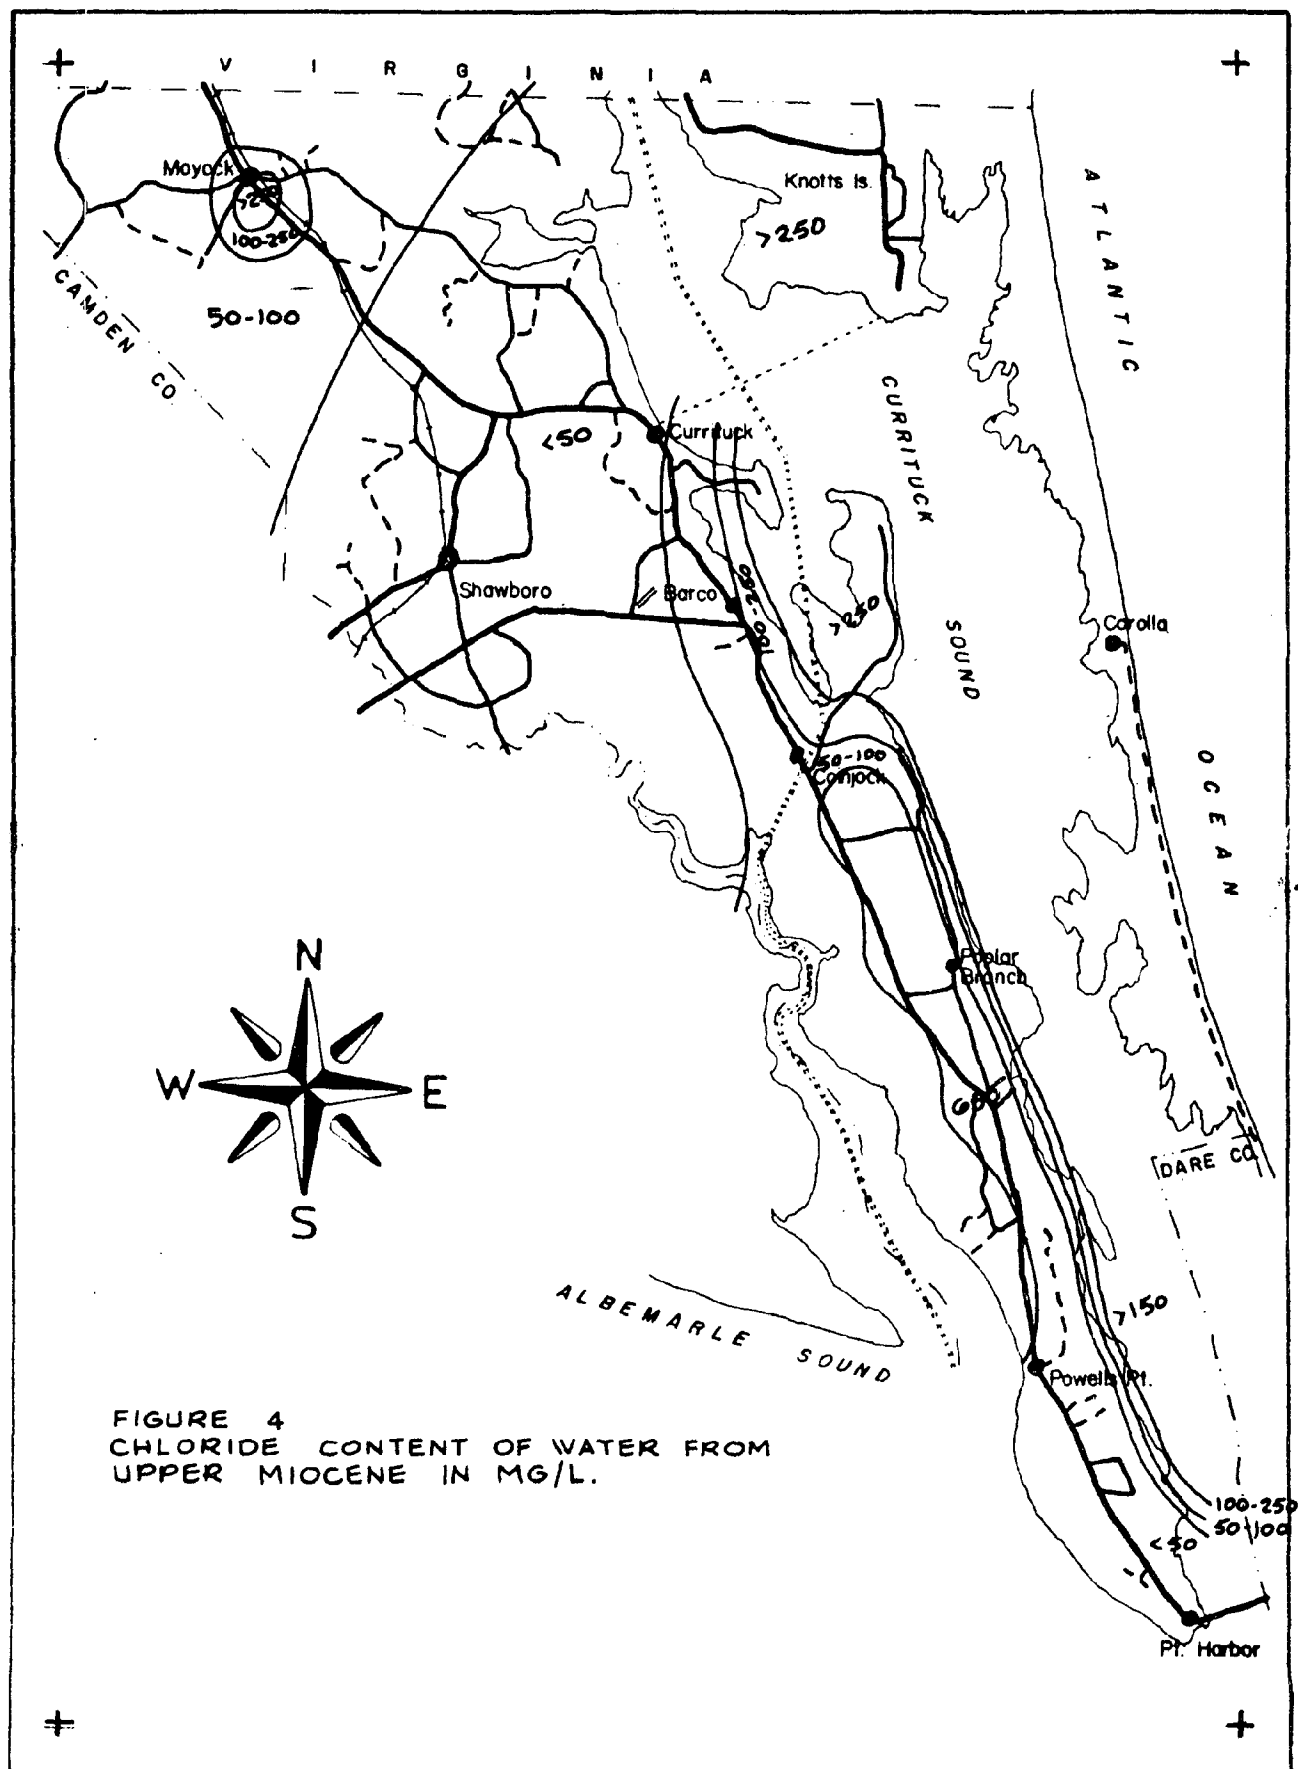 VIRGINIA
Moyock
Knotts Is.
ATLANTIC
>250
100-250
CAMDEN CO.
50-100
CURRITUCK
<50
Currituck
Shawboro
Barco
100-250
>250
SOUND
Carolla
OCEAN
50-100
Coinjock
N
Poplar
Branch
W
E
S
DARE CO.
ALBEMARLE SOUND
>150
Powells Pt.
FIGURE 4
CHLORIDE CONTENT OF WATER FROM
UPPER MIOCENE IN MG/L.
100-250
50-100
<50
Pt. Harbor